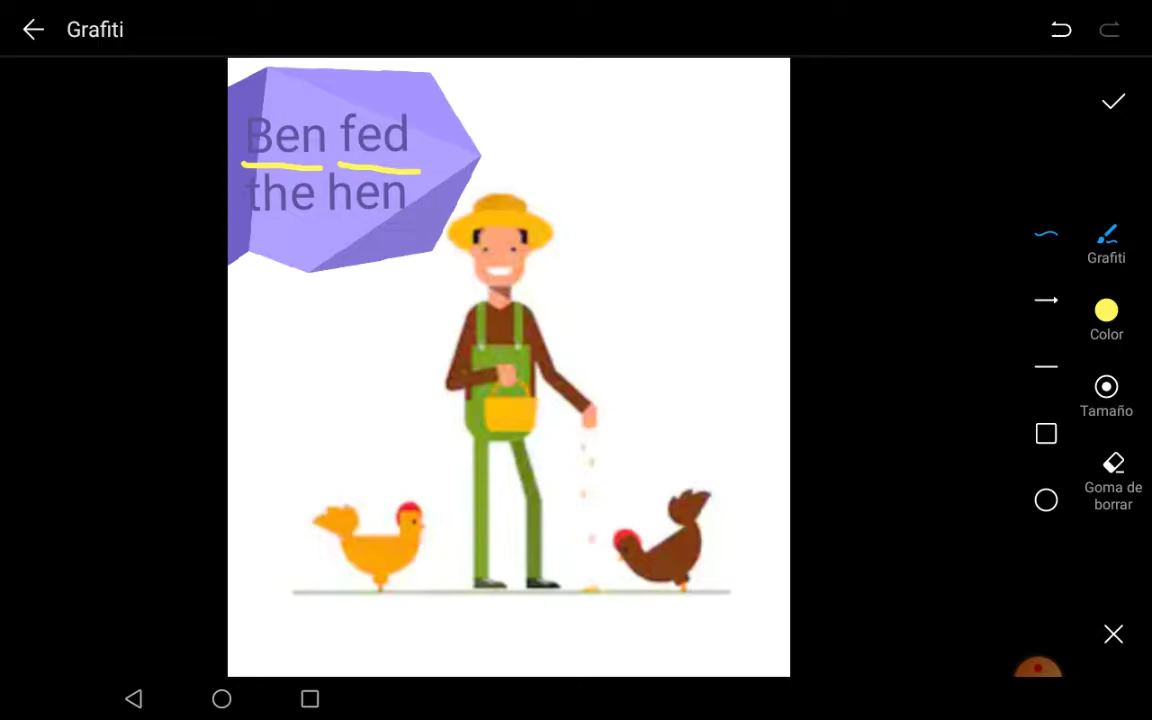 Grafiti
Ben fed
the hen
Grafiti
Color
Tamaño
Goma de
borrar